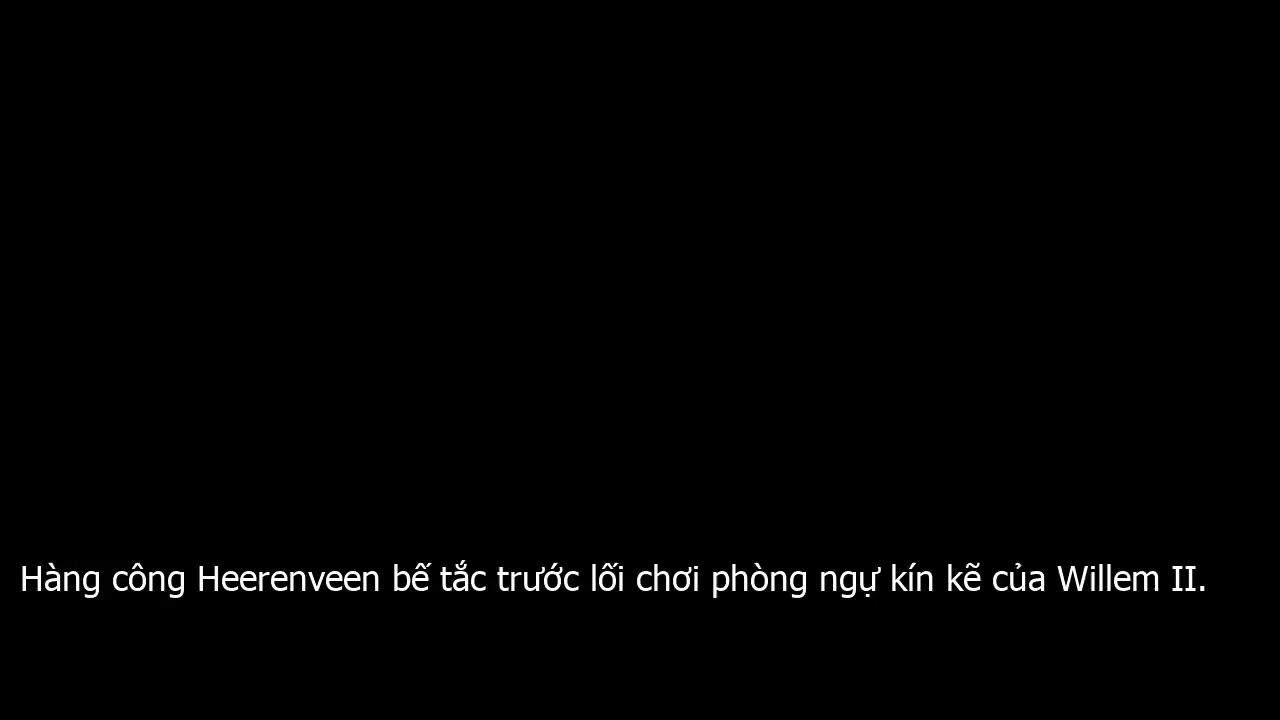 Hàng công Heerenveen bế tắc trước lối chơi phòng ngự kín kẽ của Willem II.